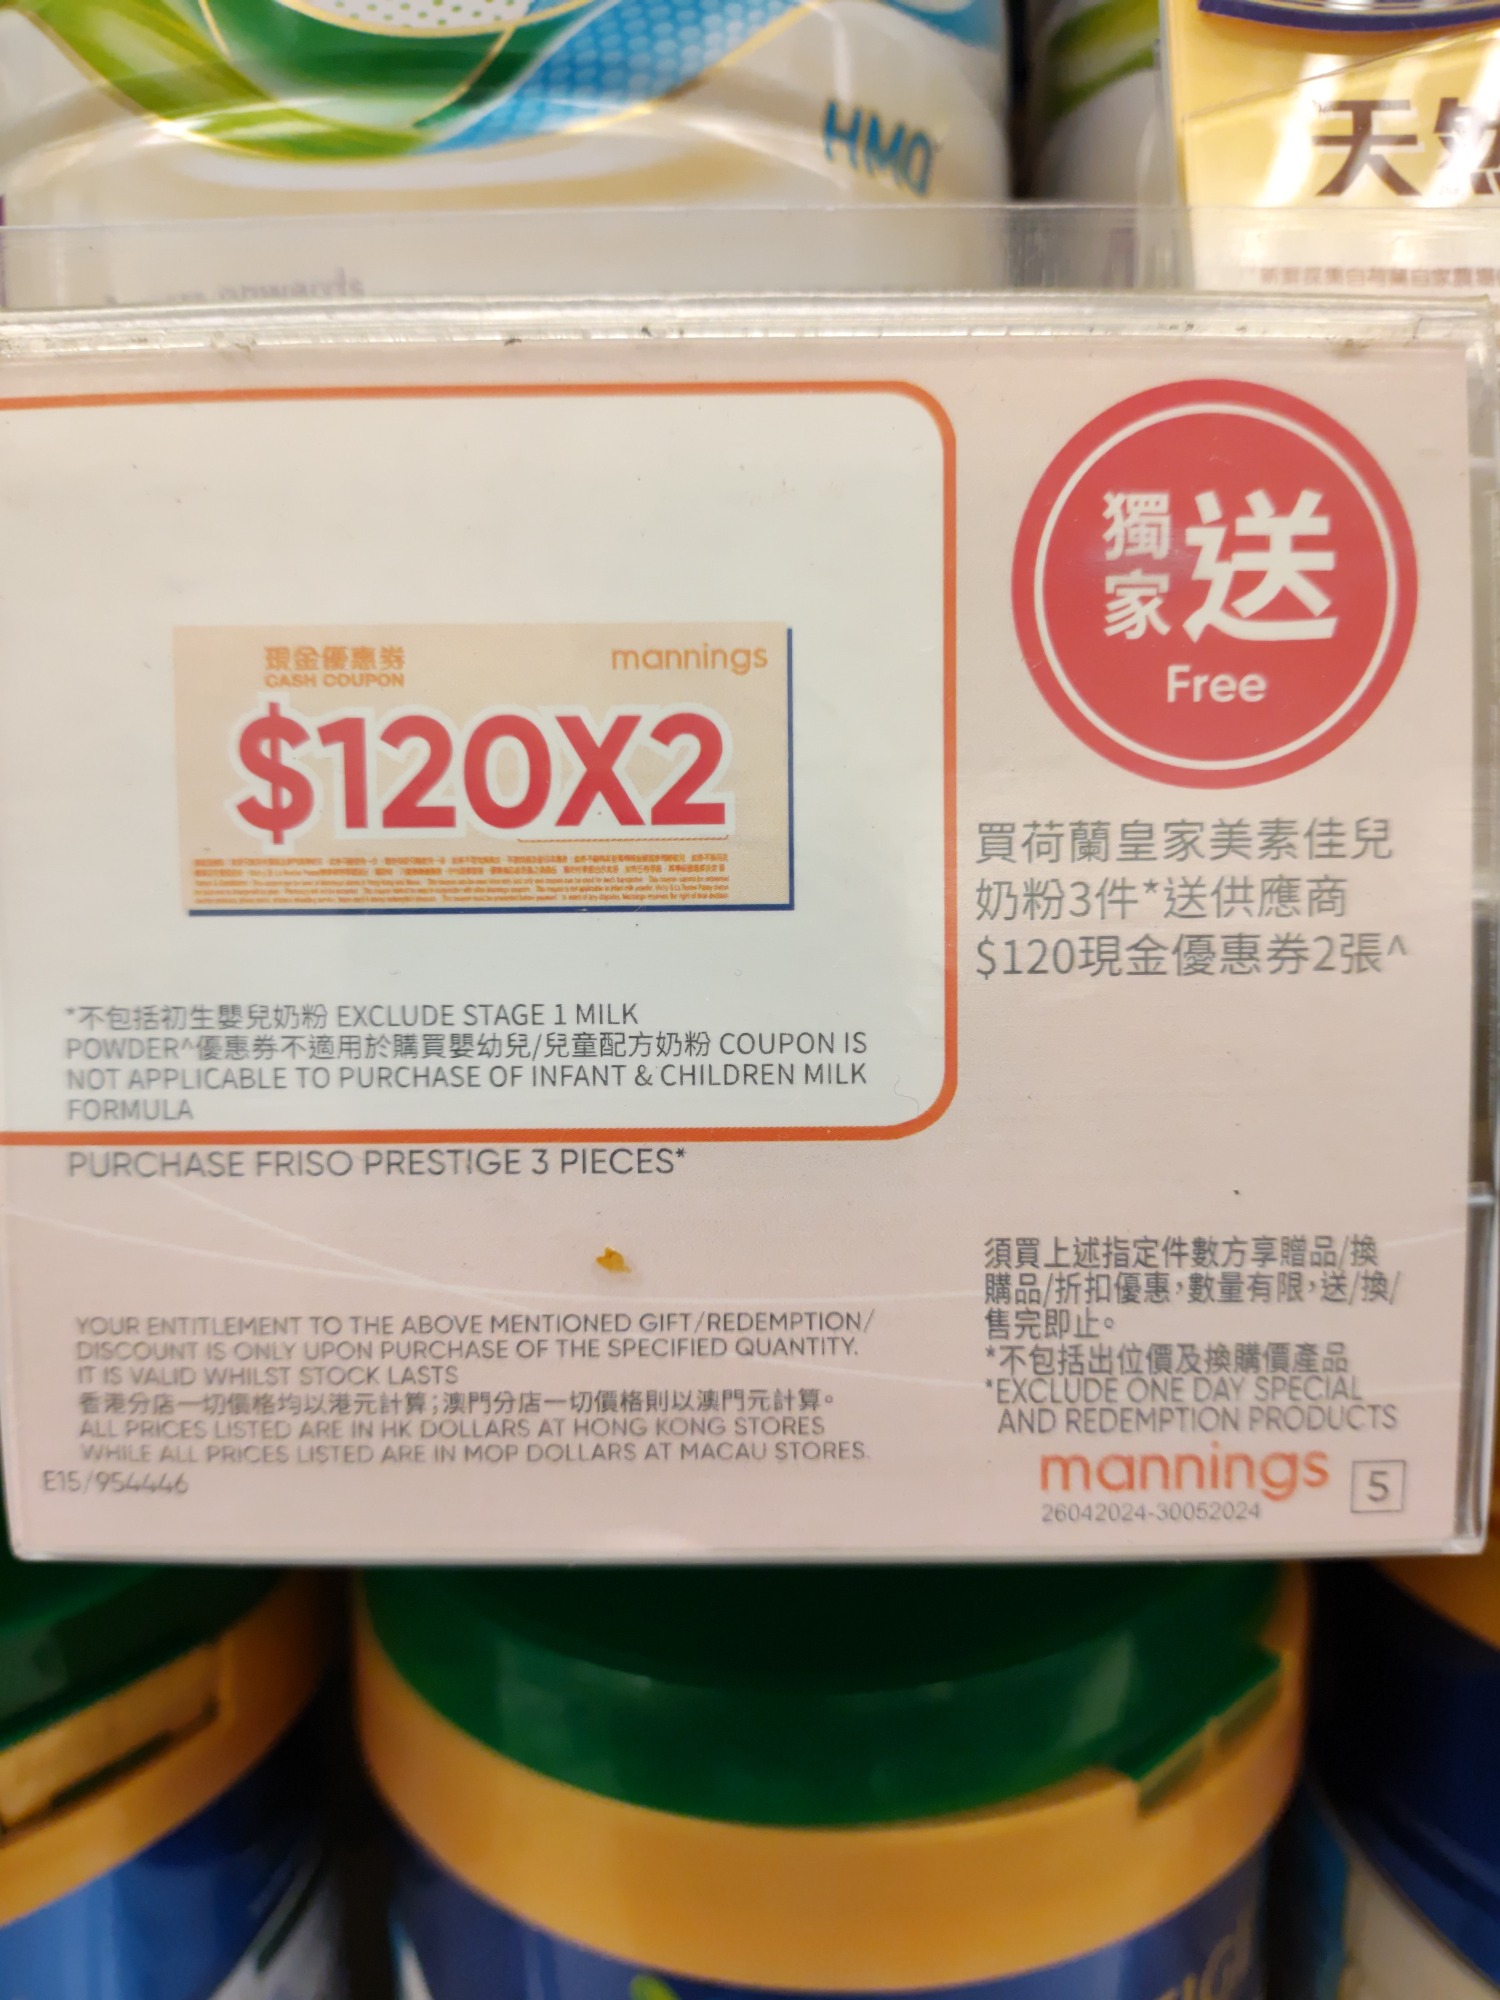 HMO
天然
onwards
現金優惠券
CASH COUPON
mannings
$120X2
獨家送
Free
買荷蘭皇家美素佳兒
奶粉3件*送供應商
$120現金優惠券2張^
*不包括初生嬰兒奶粉 EXCLUDE STAGE 1 MILK
POWDER^優惠券不適用於購買嬰幼兒/兒童配方奶粉 COUPON IS
NOT APPLICABLE TO PURCHASE OF INFANT & CHILDREN MILK
FORMULA
PURCHASE FRISO PRESTIGE 3 PIECES*
YOUR ENTITLEMENT TO THE ABOVE MENTIONED GIFT/REDEMPTION/
DISCOUNT IS ONLY UPON PURCHASE OF THE SPECIFIED QUANTITY.
IT IS VALID WHILST STOCK LASTS
香港分店一切價格均以港元計算；澳門分店一切價格則以澳門元計算。
ALL PRICES LISTED ARE IN HK DOLLARS AT HONG KONG STORES
WHILE ALL PRICES LISTED ARE IN MOP DOLLARS AT MACAU STORES.
E15/954446
須買上述指定件數方享贈品/換
購品/折扣優惠，數量有限，送/換/
售完即止。
*不包括出位價及換購價產品
*EXCLUDE ONE DAY SPECIAL
AND REDEMPTION PRODUCTS
mannings
5
26042024-30052024